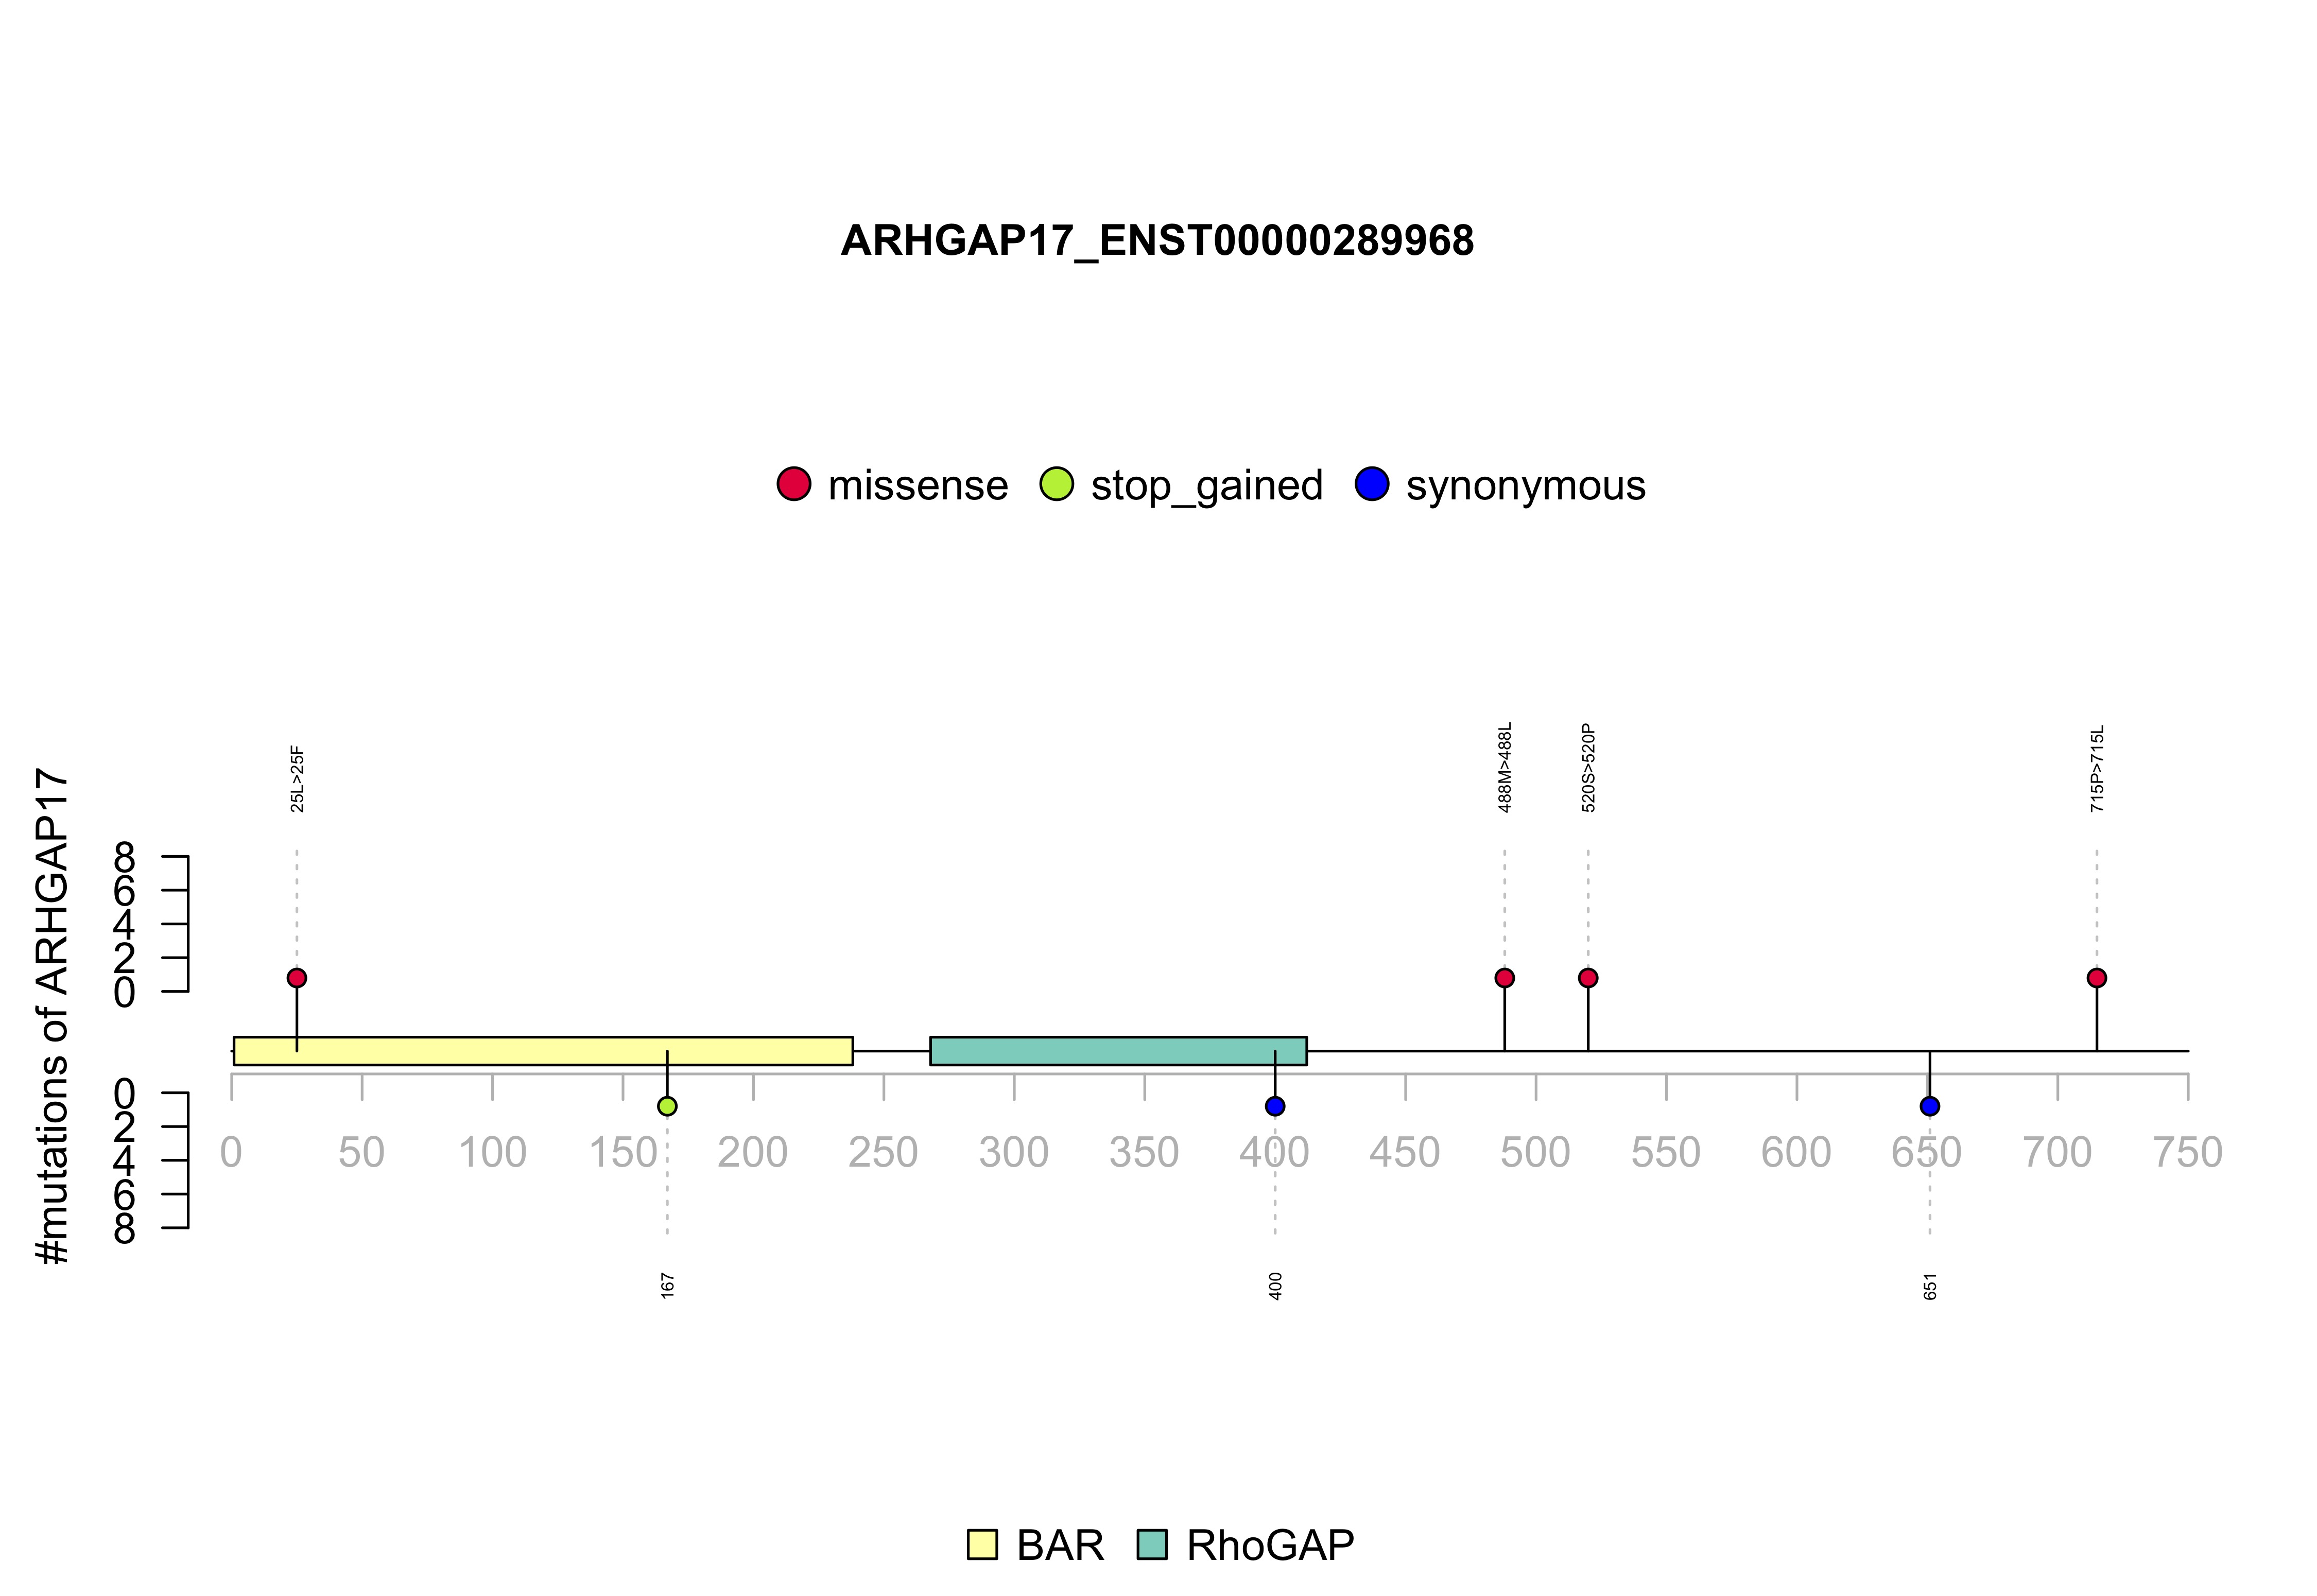 ARHGAP17_ENST00000289968
missense stop_gained synonymous
25L>25F 488M>488L 520S>520P 715P>715L
#mutations of ARHGAP17
8
6
4
2
0
0
2
4
6
8
0 50 100 150 200 250 300 350 400 450 500 550 600 650 700 750
167 400 651
BAR RhoGAP